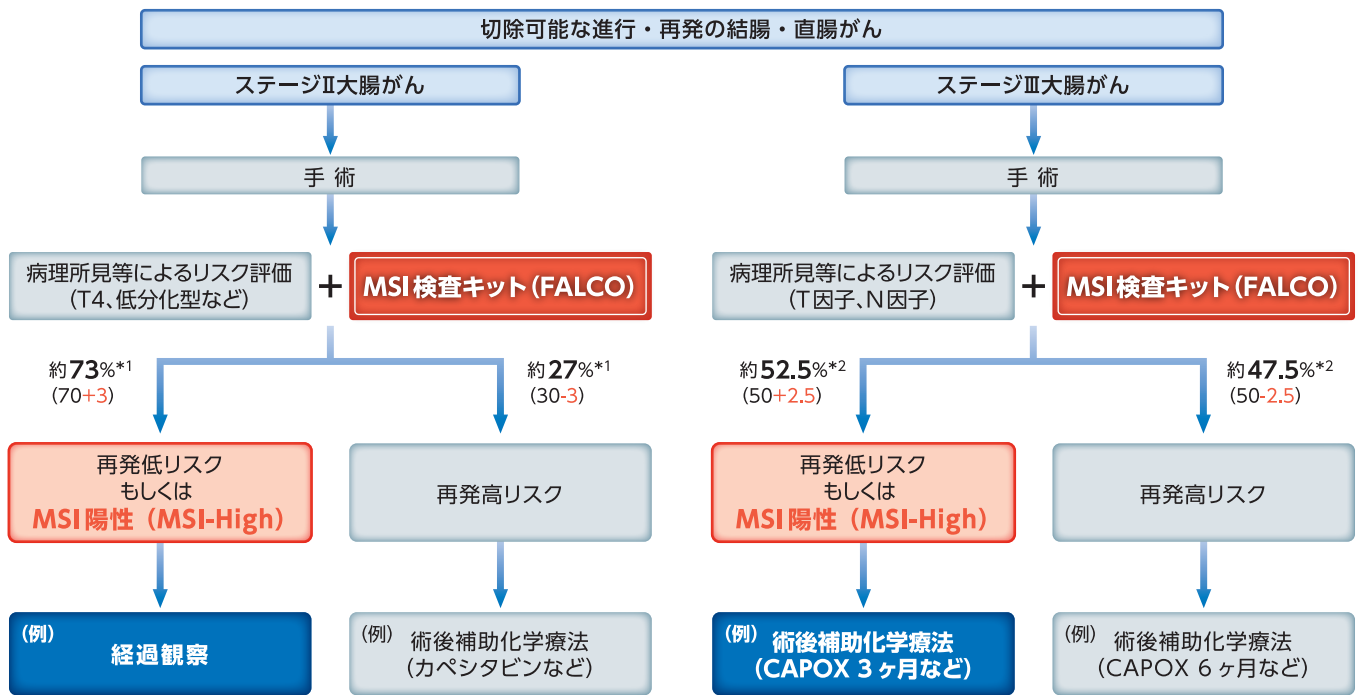 切除可能な進行・再発の結腸・直腸がん
ステージⅡ大腸がん
手 術
病理所見等によるリスク評価
(T4、低分化型など)
+
MSI検査キット(FALCO)
約73%*1
(70+3)
約27%*1
(30-3)
再発低リスク
もしくは
MSI陽性(MSI-High)
再発高リスク
(例)
経過観察
(例)
術後補助化学療法
(カペシタビンなど)
ステージⅢ大腸がん
手 術
病理所見等によるリスク評価
(T因子、N因子)
+
MSI検査キット(FALCO)
約52.5%*2
(50+2.5)
約47.5%*2
(50-2.5)
再発低リスク
もしくは
MSI陽性(MSI-High)
再発高リスク
(例)
術後補助化学療法
(CAPOX 3ヶ月など)
(例)
術後補助化学療法
(CAPOX 6ヶ月など)